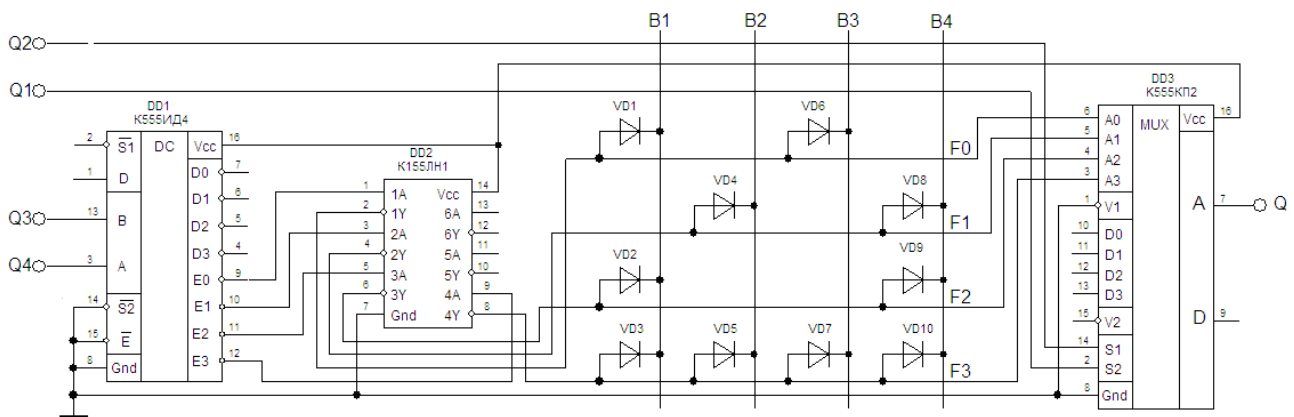 B1 B2 B3 B4
Q2
Q1
DD1
К555ИД4
2 S1 DC Vcc 16
1 D D0 7
D1 6
Q3 13 B D2 5
D3 4
Q4 3 A E0 9
14 S2 E1 10
15 E E2 11
8 Gnd E3 12
DD2
К155ЛН1
1 1A Vcc 14
2 1Y 6A 13
3 2A 6Y 12
4 2Y 5A 11
5 3A 5Y 10
6 3Y 4A 9
7 Gnd 4Y 8
VD1 VD6
F0
VD4 VD8
F1
VD2 VD9
F2
VD3 VD5 VD7 VD10
F3
DD3
К555КП2
6 A0 MUX Vcc 16
5 A1
4 A2
3 A3
1 V1 A 7 Q
10 D0
11 D1
12 D2
13 D3
15 V2 D 9
14 S1
2 S2
8 Gnd